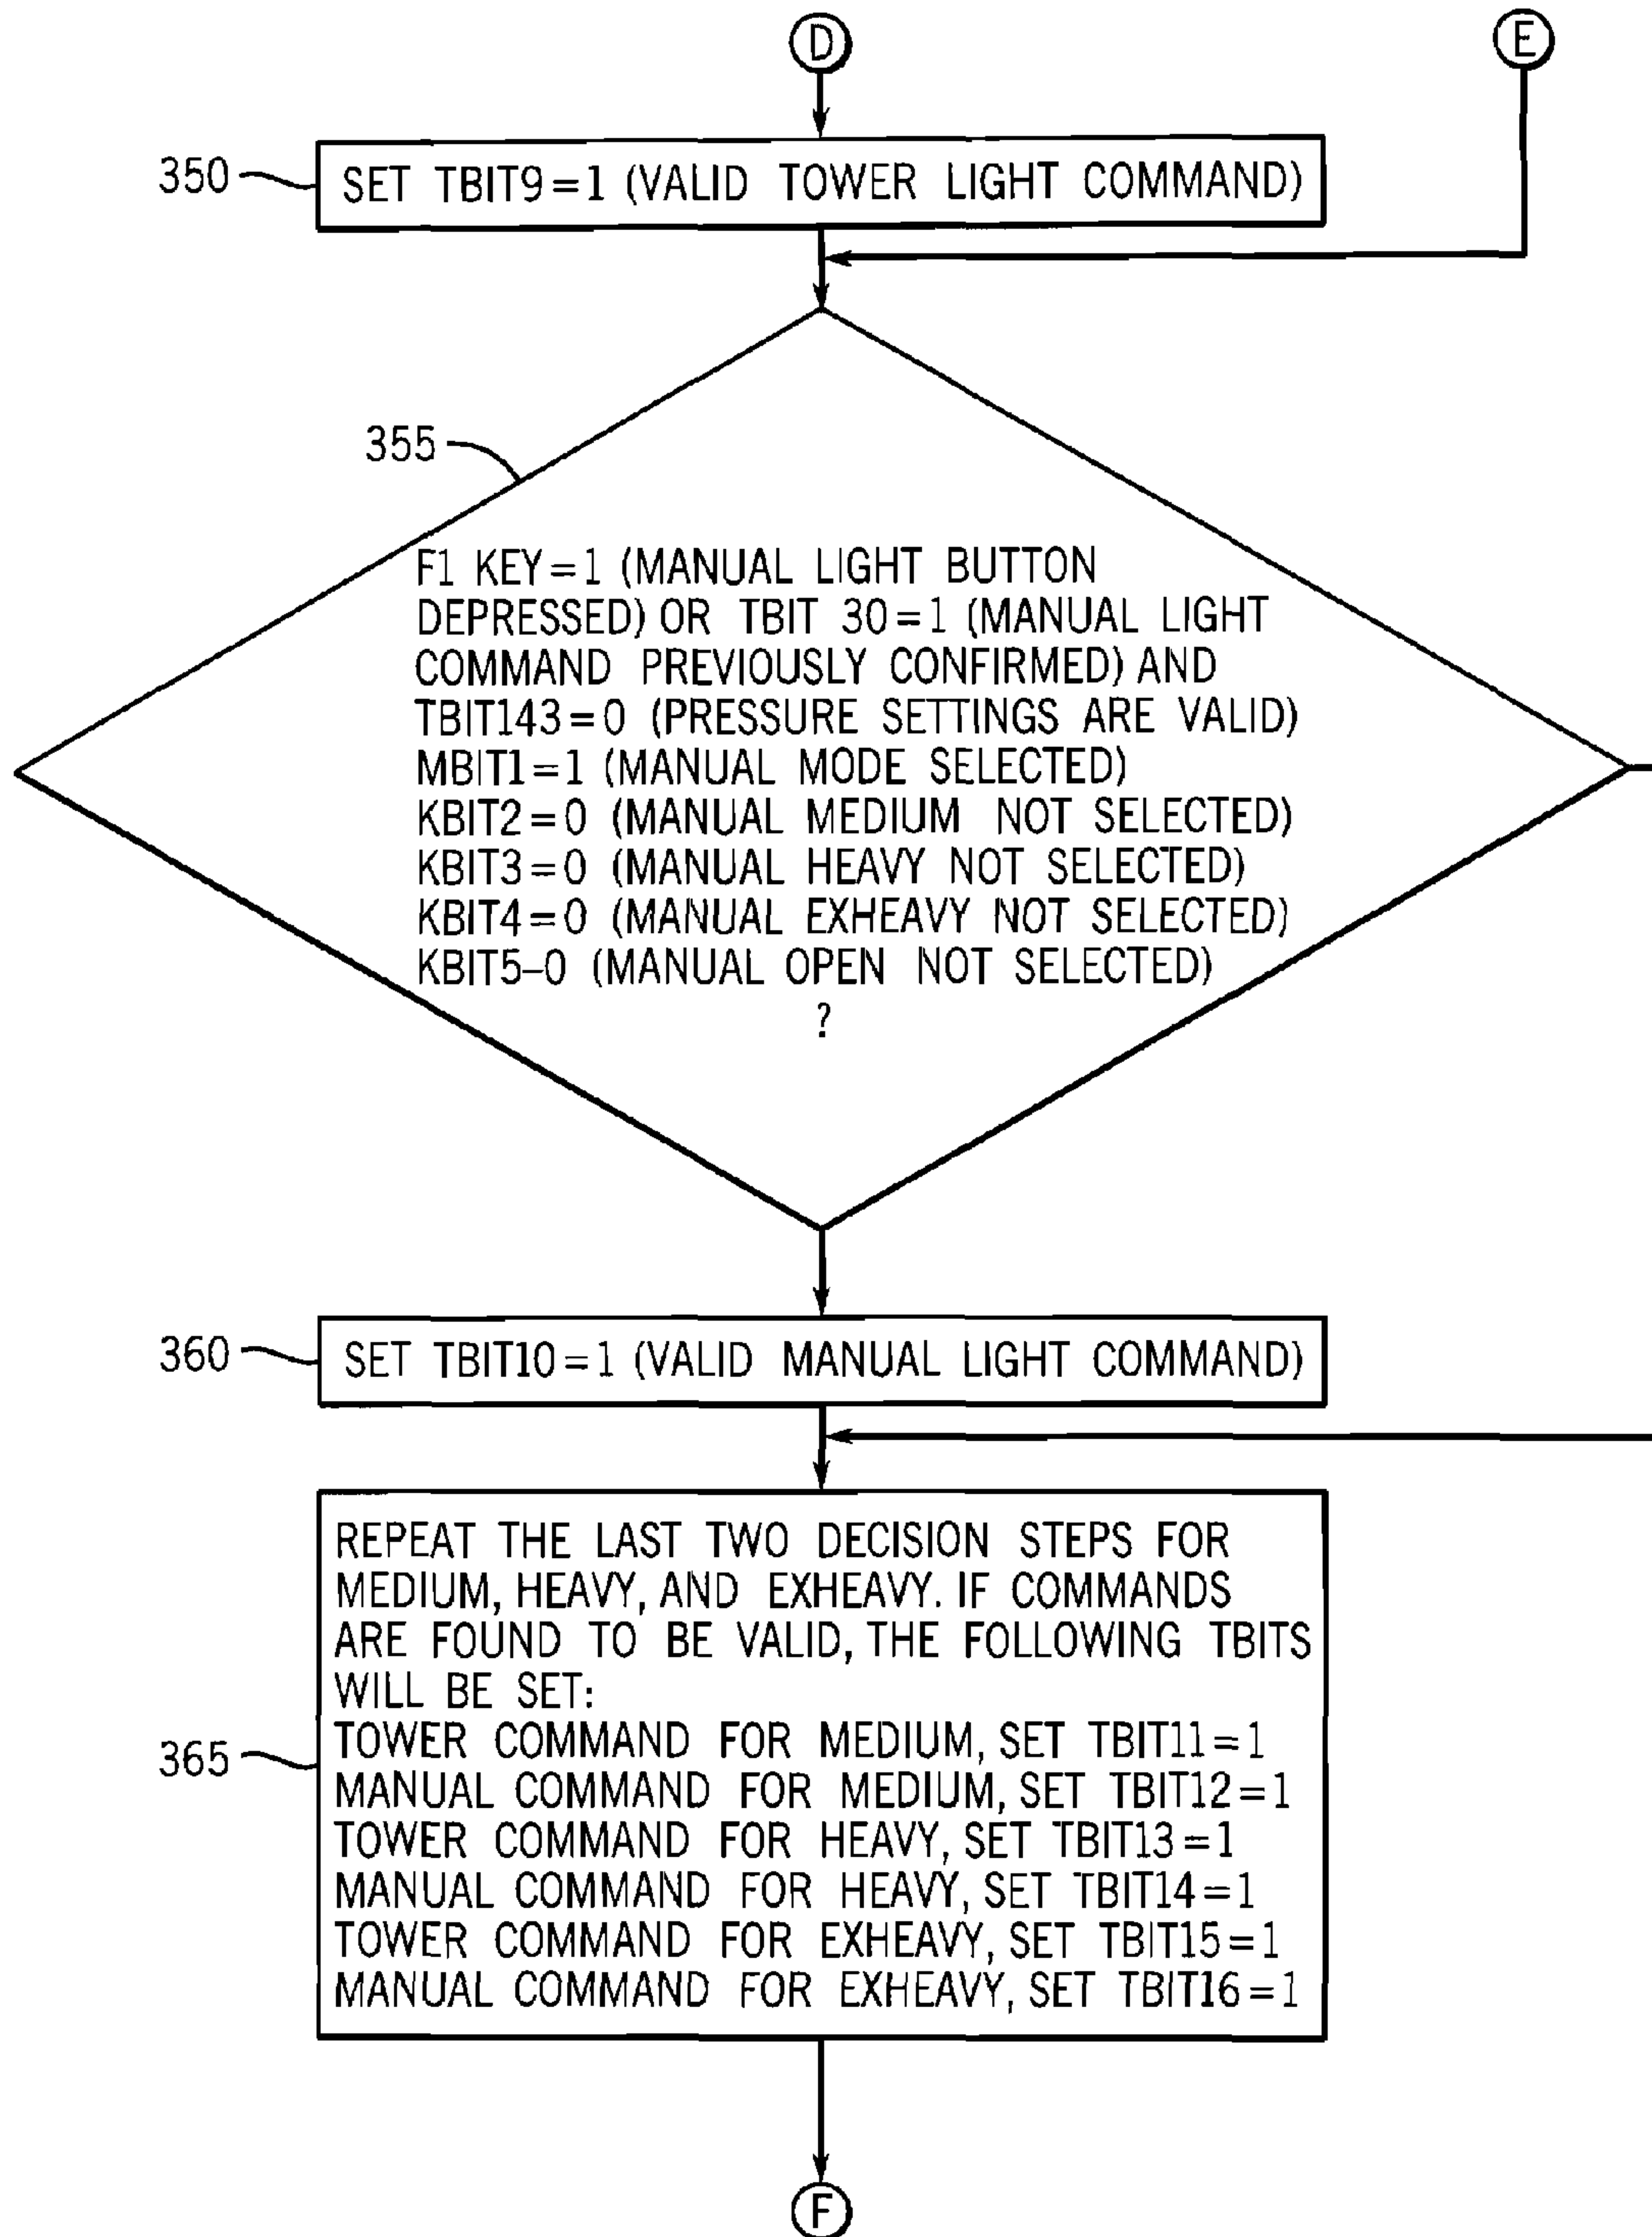 D
E
350
SET TBIT9=1 (VALID TOWER LIGHT COMMAND)
355
F1 KEY=1 (MANUAL LIGHT BUTTON
DEPRESSED) OR TBIT 30=1 (MANUAL LIGHT
COMMAND PREVIOUSLY CONFIRMED) AND
TBIT143=0 (PRESSURE SETTINGS ARE VALID)
MBIT1=1 (MANUAL MODE SELECTED)
KBIT2=0 (MANUAL MEDIUM NOT SELECTED)
KBIT3=0 (MANUAL HEAVY NOT SELECTED)
KBIT4=0 (MANUAL EXHEAVY NOT SELECTED)
KBIT5–0 (MANUAL OPEN NOT SELECTED)
?
360
SET TBIT10=1 (VALID MANUAL LIGHT COMMAND)
REPEAT THE LAST TWO DECISION STEPS FOR
MEDIUM, HEAVY, AND EXHEAVY. IF COMMANDS
ARE FOUND TO BE VALID, THE FOLLOWING TBITS
WILL BE SET:
TOWER COMMAND FOR MEDIUM, SET TBIT11=1
365
MANUAL COMMAND FOR MEDIUM, SET TBIT12=1
TOWER COMMAND FOR HEAVY, SET TBIT13=1
MANUAL COMMAND FOR HEAVY, SET TBIT14=1
TOWER COMMAND FOR EXHEAVY, SET TBIT15=1
MANUAL COMMAND FOR EXHEAVY, SET TBIT16=1
F